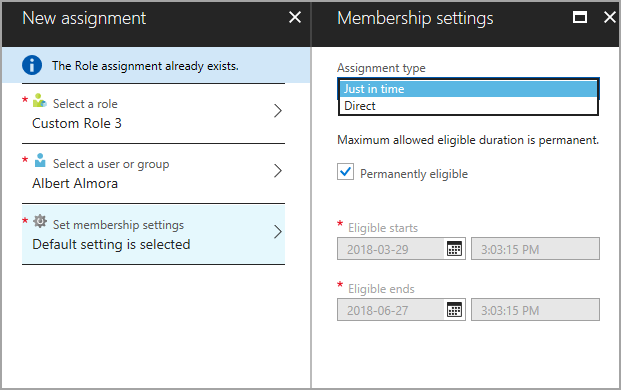 New assignment
The Role assignment already exists.
* Select a role
Custom Role 3
* Select a user or group
Albert Almora
* Set membership settings
Default setting is selected
Membership settings
Assignment type
Just in time
Direct
Maximum allowed eligible duration is permanent.
Permanently eligible
* Eligible starts
2018-03-29 3:03:15 PM
* Eligible ends
2018-06-27 3:03:15 PM